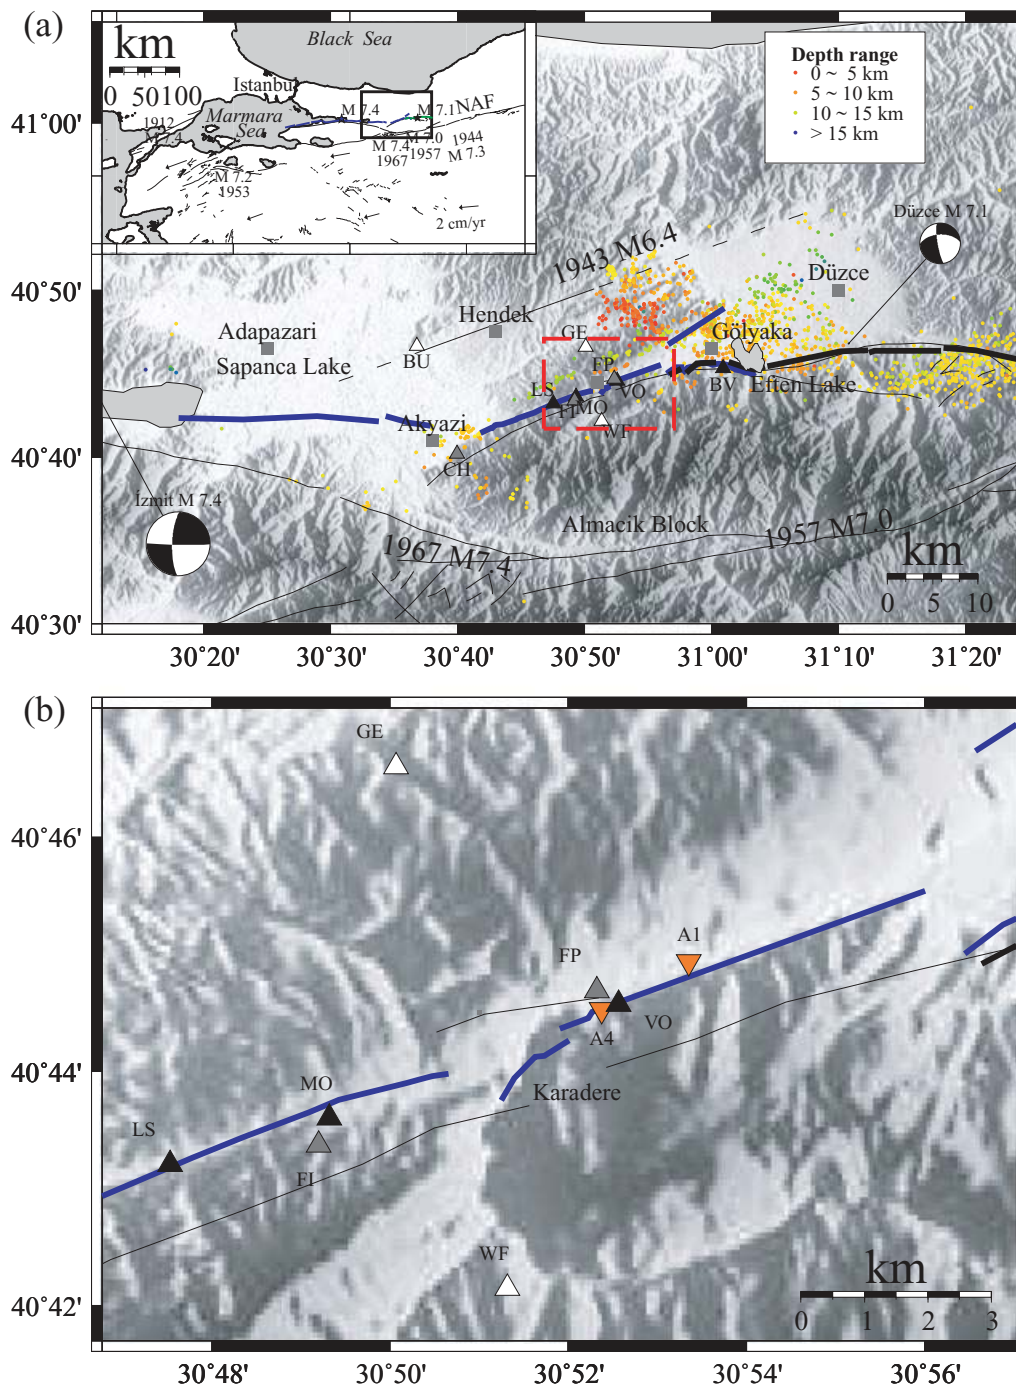 (a)
km
0 50 100
Black Sea
Istanbul
Marmara
Sea
1912
M 7.4
M 7.4
M 7.1
NAF
M 7.4
1967
M 7.0
1957
1944
M 7.3
M 7.2
1953
2 cm/yr
Depth range
0 ~ 5 km
5 ~ 10 km
10 ~ 15 km
> 15 km
41°00'
40°50'
40°40'
40°30'
Düzce M 7.1
1943 M6.4
Düzce
Hendek
Adapazari
Sapanca Lake
BU
GE
FP
Gölyaka
LS
FI
MO
VO
BV
Eften Lake
WF
Akyazi
CH
İzmit M 7.4
Almacik Block
1967 M7.4
1957 M7.0
km
0 5 10
30°20'
30°30'
30°40'
30°50'
31°00'
31°10'
31°20'
(b)
GE
40°46'
A1
FP
VO
A4
40°44'
MO
Karadere
LS
FI
WF
km
0 1 2 3
40°42'
30°48'
30°50'
30°52'
30°54'
30°56'